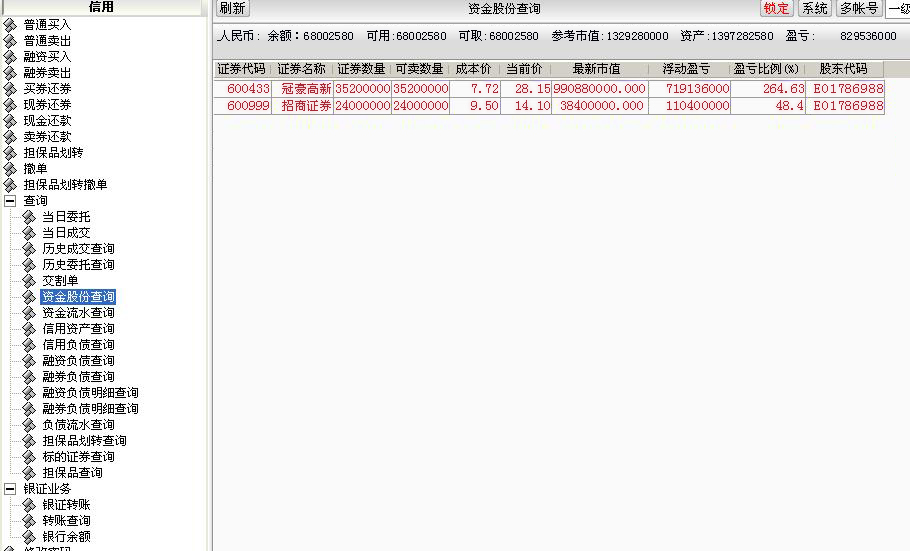 信用
普通买入
普通卖出
融资买入
融券卖出
买券还券
现券还券
现金还款
卖券还款
担保品划转
撤单
担保品划转撤单
查询
当日委托
当日成交
历史成交查询
历史委托查询
交割单
资金股份查询
资金流水查询
信用资产查询
信用负债查询
融资负债查询
融券负债查询
融资负债明细查询
融券负债明细查询
负债流水查询
担保品划转查询
标的证券查询
担保品查询
银证业务
银证转账
转账查询
银行余额
修改密码
刷新 资金股份查询 锁定 系统 多帐号 一级
人民币: 余额:68002580 可用:68002580 可取:68002580 参考市值:1329280000 资产:1397282580 盈亏: 829536000
证券代码 证券名称 证券数量 可卖数量 成本价 当前价 最新市值 浮动盈亏 盈亏比例(%) 股东代码
600433 冠豪高新 35200000 35200000 7.72 28.15 990880000.000 719136000 264.63 E01786988
600999 招商证券 24000000 24000000 9.50 14.10 38400000.000 110400000 48.4 E01786988